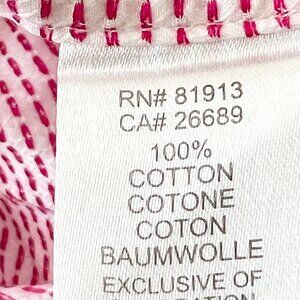 RN# 81913
CA# 26689
100%
COTTON
COTONE
COTON
BAUMWOLLE
EXCLUSIVE OF